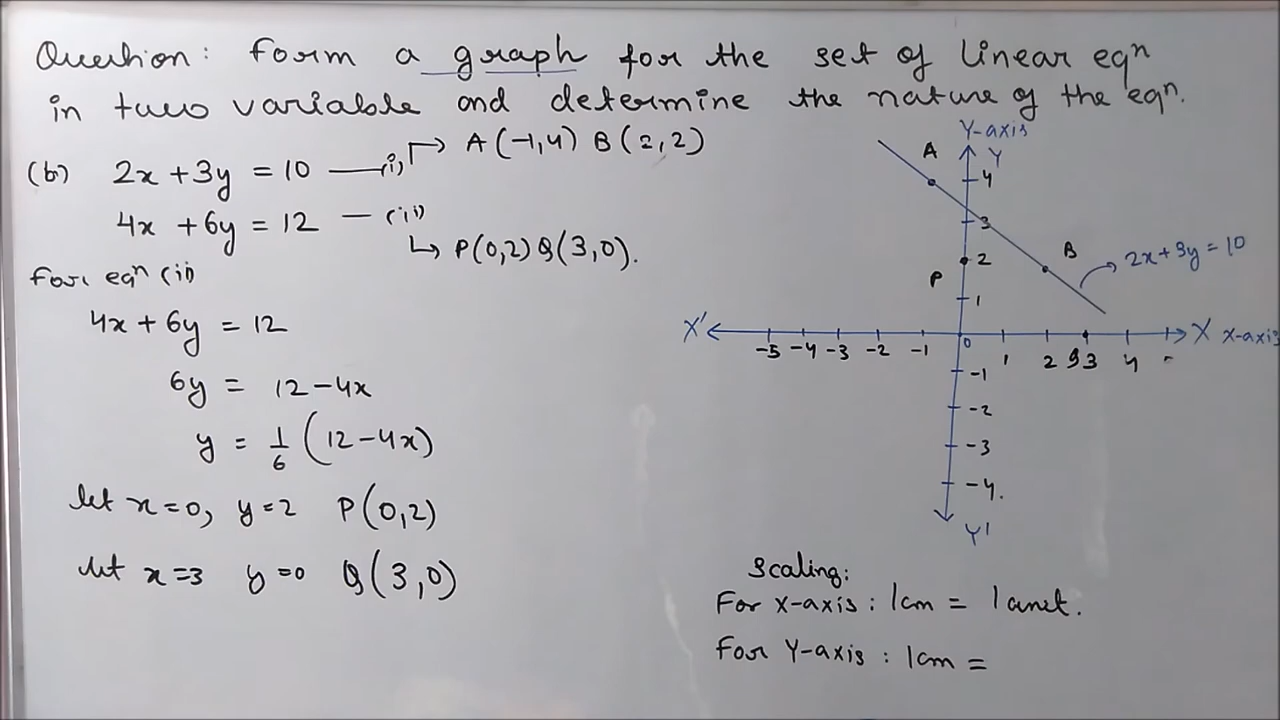 Question: Form a graph for the set of linear eqⁿ
in two variable and determine the nature of the eqⁿ.
(b) 2x + 3y = 10 —(i) → A(-1,4) B(2,2)
4x + 6y = 12 — (ii)
↳ P(0,2) Q(3,0).
For eqⁿ (ii)
4x + 6y = 12
6y = 12 - 4x
y = 1/6 (12 - 4x)
let x=0, y=2 P(0,2)
let x=3 y=0 Q(3,0)
Y-axis
Y
A
4
3
B
2x+3y = 10
2
P
1
X' X X-axis
-5 -4 -3 -2 -1 0 1 2 Q 3 4
-1
-2
-3
-4.
Y'
Scaling:
For X-axis : 1cm = 1 unit.
For Y-axis : 1cm =